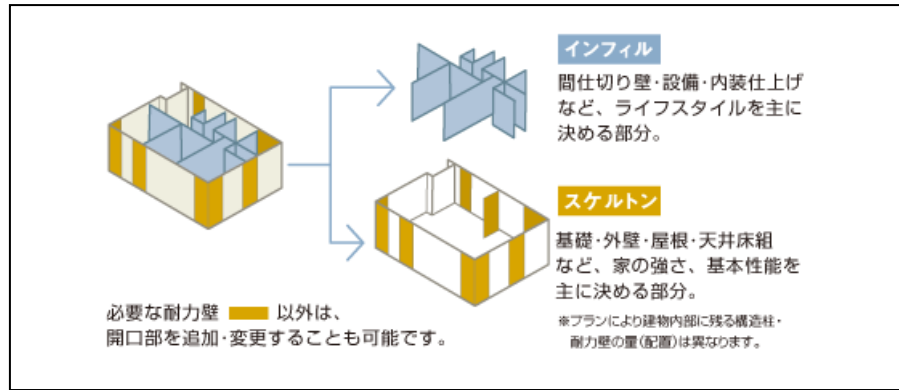 インフィル
間仕切り壁・設備・内装仕上げ
など、ライフスタイルを主に
決める部分。
スケルトン
基礎・外壁・屋根・天井床組
など、家の強さ、基本性能を
主に決める部分。
※プランにより建物内部に残る構造柱・
耐力壁の量(配置)は異なります。
必要な耐力壁 以外は、
開口部を追加・変更することも可能です。